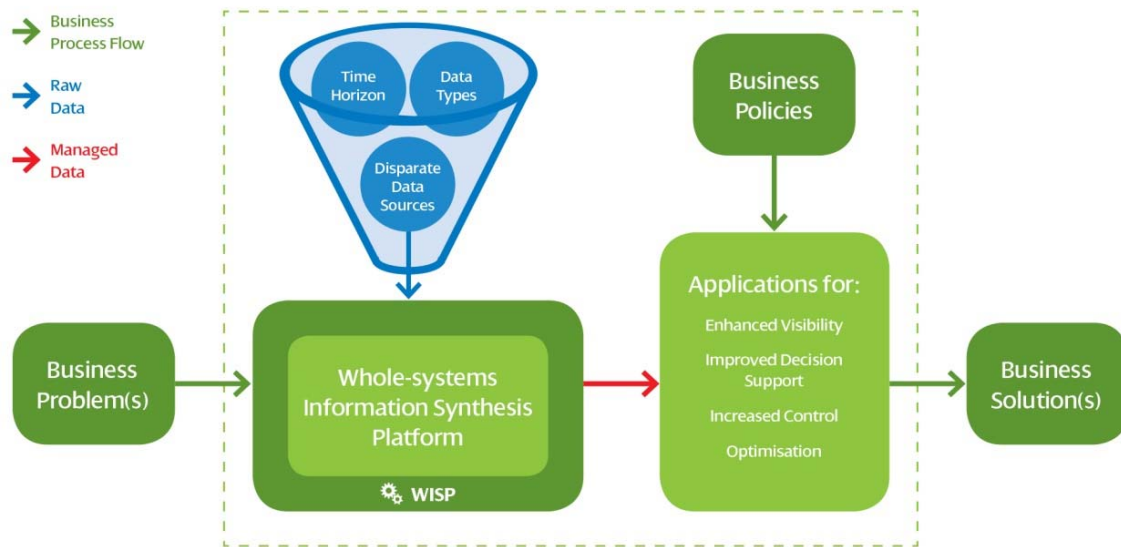 Business
Process Flow
Raw
Data
Managed
Data
Time
Horizon
Data
Types
Disparate
Data
Sources
Business
Policies
Business
Problem(s)
Whole-systems
Information Synthesis
Platform
WISP
Applications for:
Enhanced Visibility
Improved Decision
Support
Increased Control
Optimisation
Business
Solution(s)